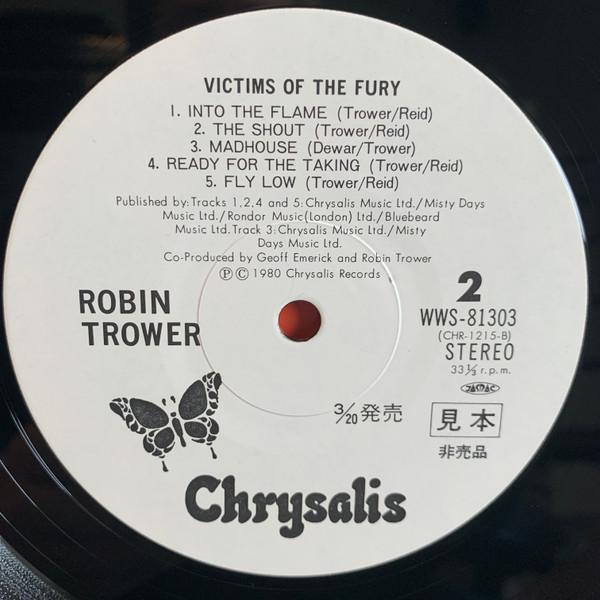 VICTIMS OF THE FURY
1. INTO THE FLAME (Trower/Reid)
2. THE SHOUT (Trower/Reid)
3. MADHOUSE (Dewar/Trower)
4. READY FOR THE TAKING (Trower/Reid)
5. FLY LOW (Trower/Reid)
Published by: Tracks 1,2,4 and 5: Chrysalis Music Ltd./Misty Days
Music Ltd./Rondor Music(London) Ltd./Bluebeard
Music Ltd. Track 3: Chrysalis Music Ltd./Misty
Days Music Ltd.
Co-Produced by Geoff Emerick and Robin Trower
Ⓟ Ⓒ 1980 Chrysalis Records
ROBIN
TROWER
2
WWS-81303
(CHR-1215-B)
STEREO
33⅓ r.p.m.
JASRAC
3/20 発売
見本
非売品
Chrysalis